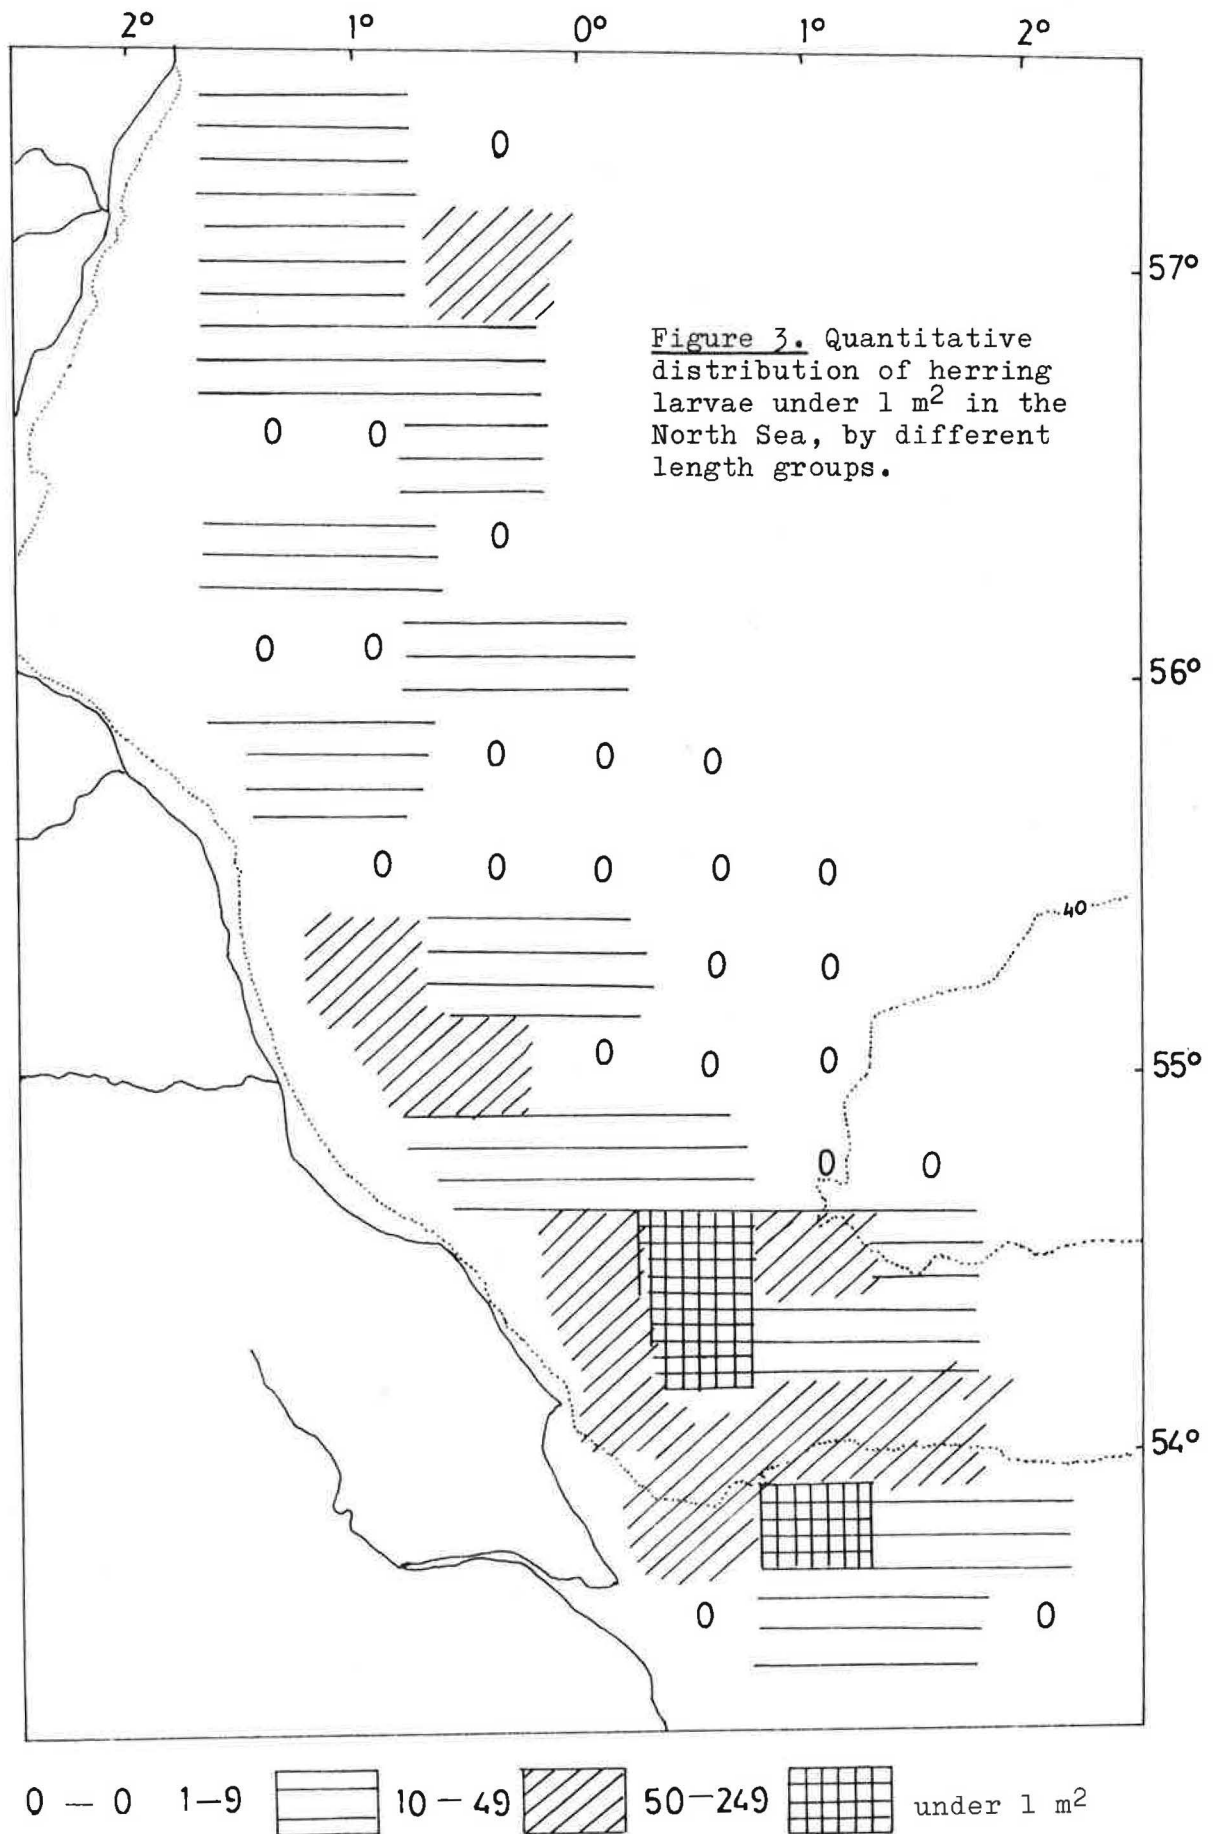 2° 1° 0° 1° 2°
0
57°
Figure 3. Quantitative
distribution of herring
larvae under 1 m2 in the
North Sea, by different
length groups.
0 0
0
0 0
56°
0 0 0
0 0 0 0 0
40
0 0
0 0 0
55°
0 0
54°
0 0
0 — 0 1—9 10 — 49 50—249 under 1 m2